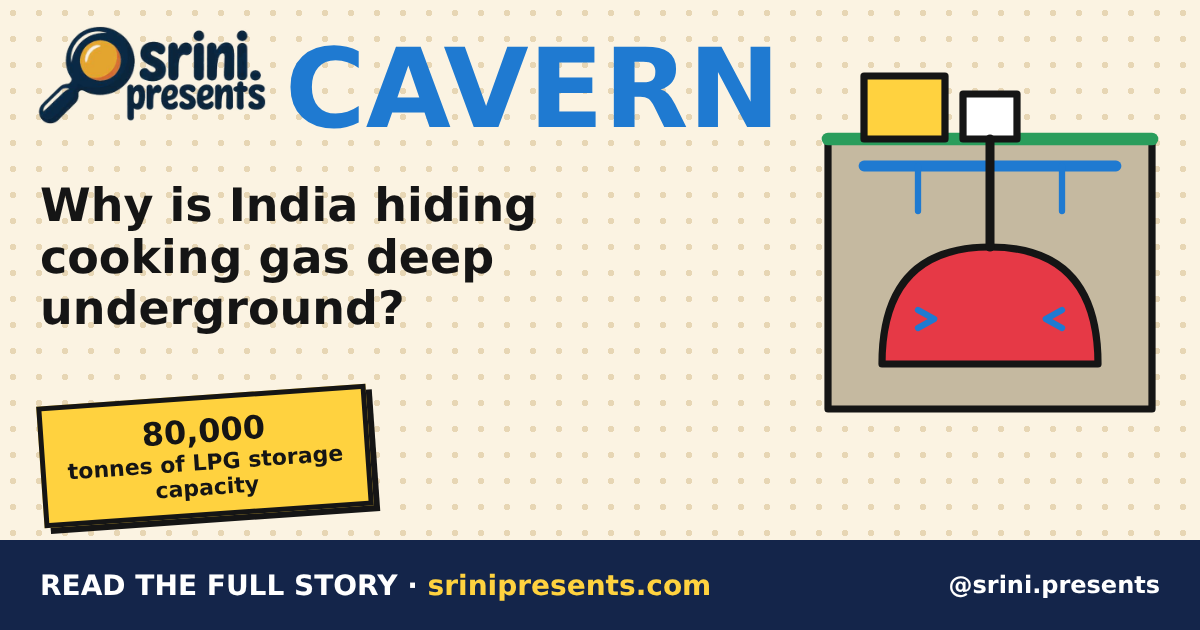 srini.
presents
CAVERN
Why is India hiding
cooking gas deep
underground?
80,000
tonnes of LPG storage
capacity
READ THE FULL STORY · srinipresents.com
@srini.presents